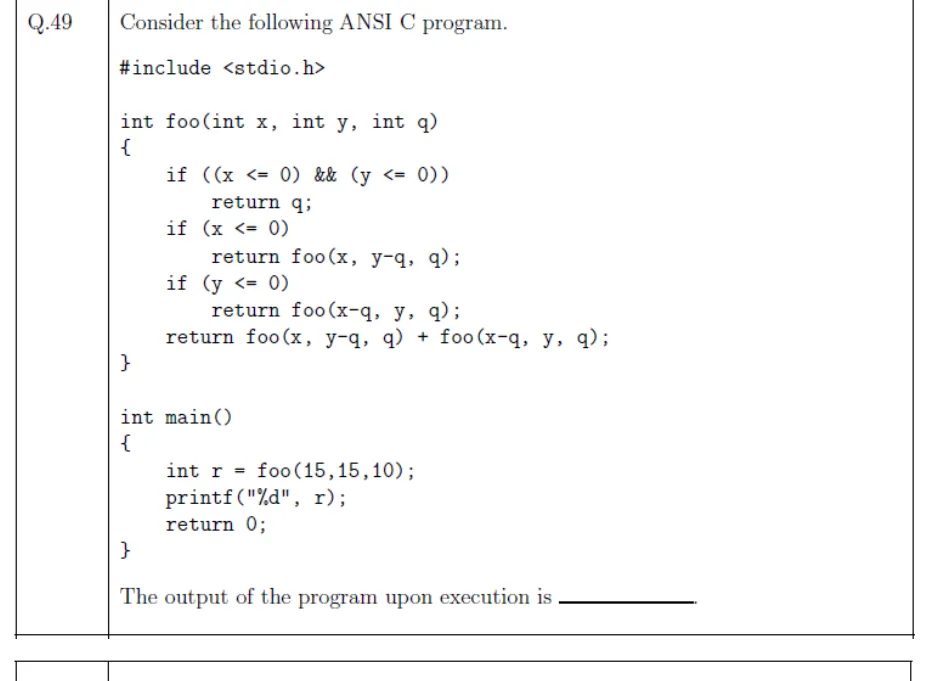 Q.49 Consider the following ANSI C program.
#include <stdio.h>
int foo(int x, int y, int q)
{
if ((x <= 0) && (y <= 0))
return q;
if (x <= 0)
return foo(x, y-q, q);
if (y <= 0)
return foo(x-q, y, q);
return foo(x, y-q, q) + foo(x-q, y, q);
}
int main()
{
int r = foo(15,15,10);
printf("%d", r);
return 0;
}
The output of the program upon execution is ________.